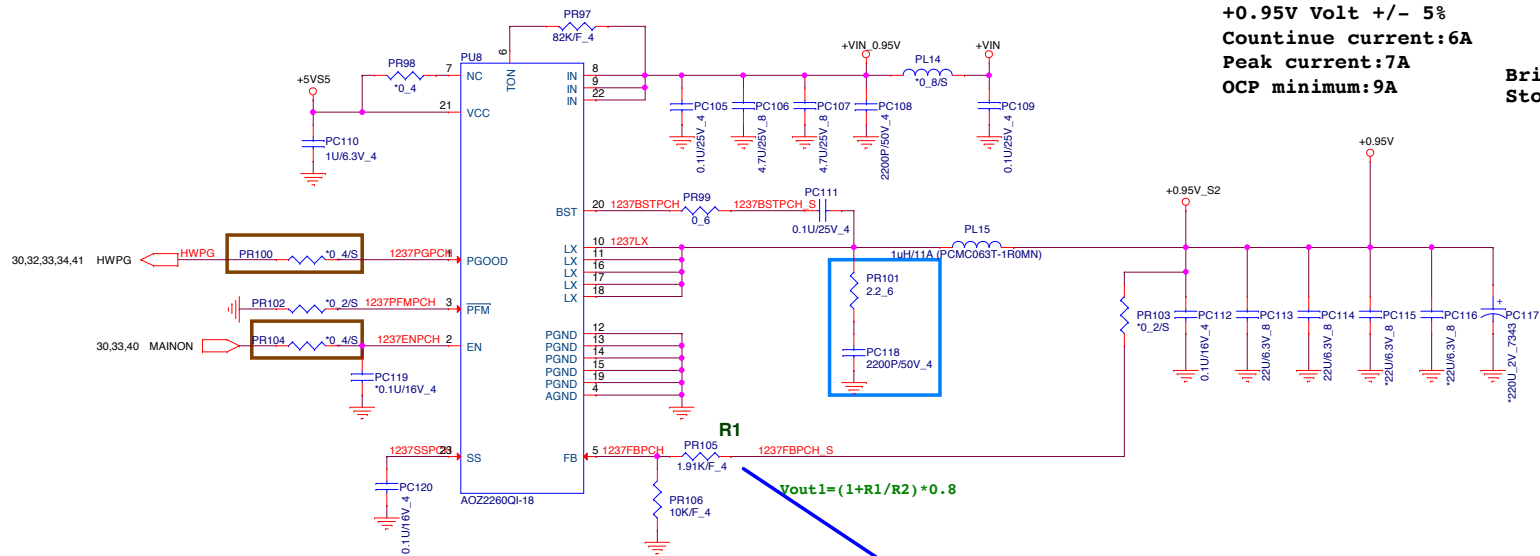 +0.95V Volt +/- 5%
Countinue current:6A
Peak current:7A
OCP minimum:9A
Bri
Sto
PR97
82K/F_4
6
PU8
TON
+5VS5
PR98
*0_4
7
NC
21
VCC
PC110
1U/6.3V_4
8
IN
9
IN
22
IN
+VIN_0.95V
+VIN
PL14
*0_8/S
PC105
0.1U/25V_4
PC106
4.7U/25V_8
PC107
4.7U/25V_8
PC108
2200P/50V_4
PC109
0.1U/25V_4
BST
20
1237BSTPCH
PR99
0_6
1237BSTPCH_S
PC111
0.1U/25V_4
LX
10
1237LX
LX
11
LX
16
LX
17
LX
18
PL15
1uH/11A (PCMC063T-1R0MN)
+0.95V_S2
+0.95V
30,32,33,34,41
HWPG
HWPG
PR100
*0_4/S
1237PGPCH
PGOOD
PR102
*0_2/S
1237PFMPCH
3
PFM
30,33,40
MAINON
PR104
*0_4/S
1237ENPCH
2
EN
PC119
*0.1U/16V_4
PGND
12
PGND
13
PGND
14
PGND
15
PGND
19
AGND
4
PR101
2.2_6
PC118
2200P/50V_4
PR103
*0_2/S
PC112
0.1U/16V_4
PC113
22U/6.3V_8
PC114
22U/6.3V_8
PC115
*22U/6.3V_8
PC116
*22U/6.3V_8
+
PC117
*220U_2V_7343
1237SSPCH
23
SS
PC120
0.1U/16V_4
AOZ2260QI-18
FB
5
1237FBPCH
R1
PR105
1.91K/F_4
1237FBPCH_S
PR106
10K/F_4
Vout1=(1+R1/R2)*0.8